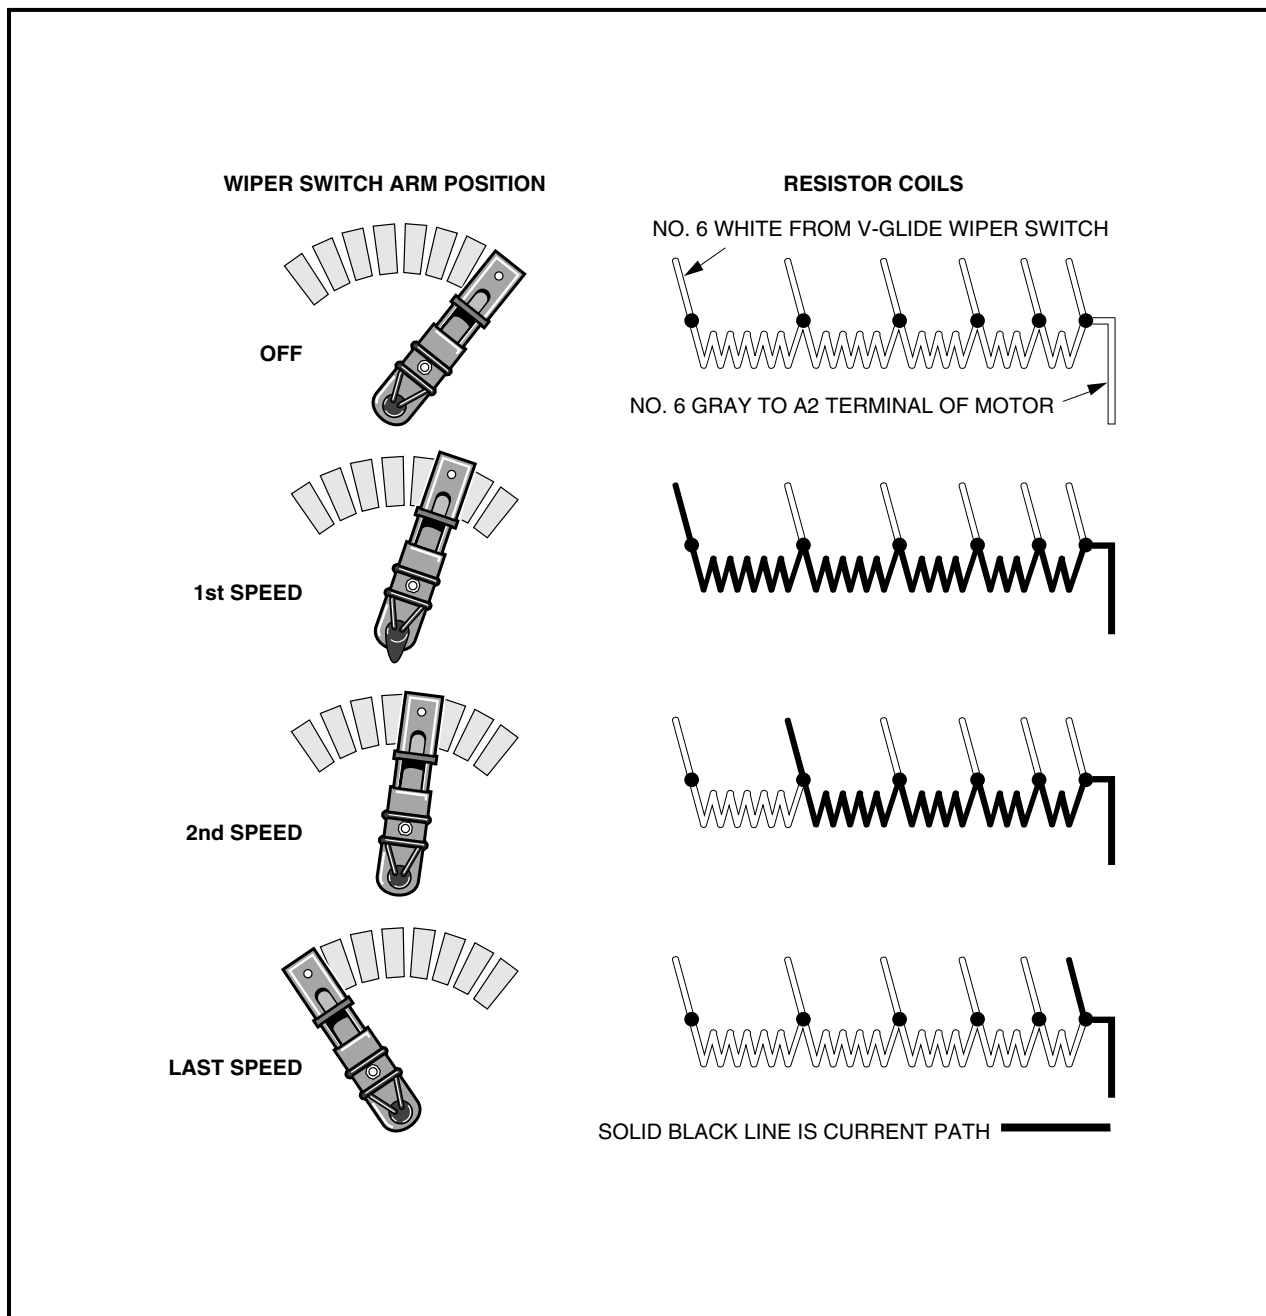 WIPER SWITCH ARM POSITION
RESISTOR COILS
NO. 6 WHITE FROM V-GLIDE WIPER SWITCH
OFF
NO. 6 GRAY TO A2 TERMINAL OF MOTOR
1st SPEED
2nd SPEED
LAST SPEED
SOLID BLACK LINE IS CURRENT PATH